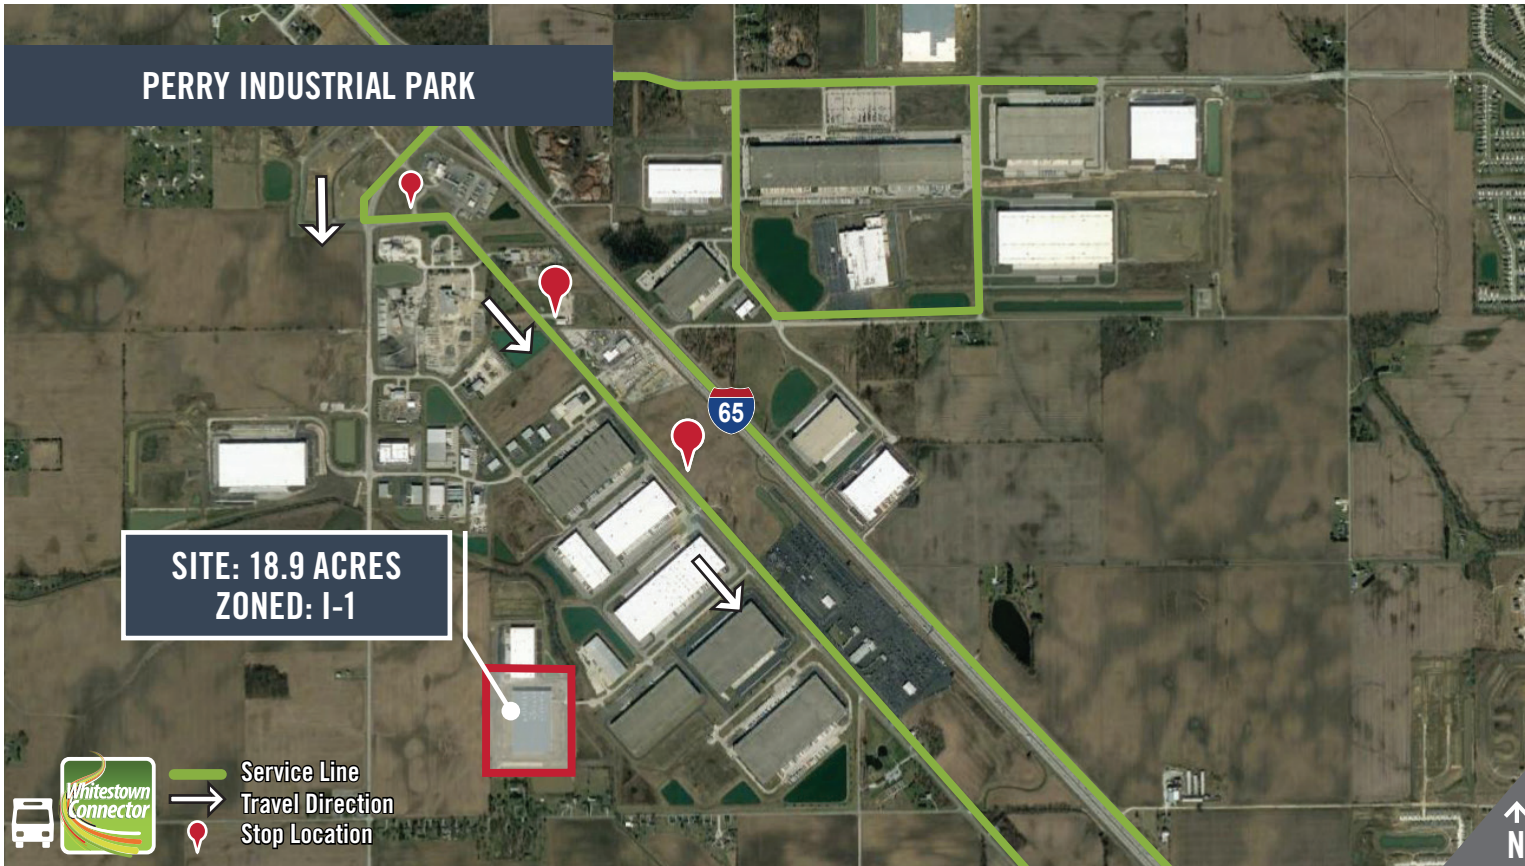 PERRY INDUSTRIAL PARK
65
SITE: 18.9 ACRES
ZONED: I-1
Whitestown
Connector
Service Line
Travel Direction
Stop Location
N